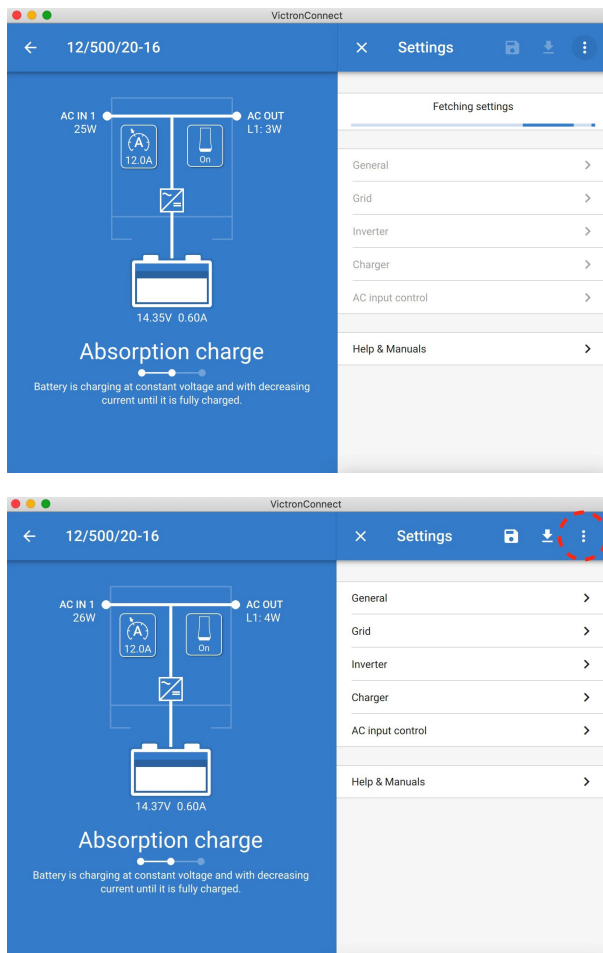 VictronConnect
12/500/20-16
Settings
AC IN 1
25W
AC OUT
L1: 3W
(A)
12.0A
On
14.35V 0.60A
Absorption charge
Battery is charging at constant voltage and with decreasing
current until it is fully charged.
Fetching settings
General
Grid
Inverter
Charger
AC input control
Help & Manuals
VictronConnect
12/500/20-16
Settings
AC IN 1
26W
AC OUT
L1: 4W
(A)
12.0A
On
14.37V 0.60A
Absorption charge
Battery is charging at constant voltage and with decreasing
current until it is fully charged.
General
Grid
Inverter
Charger
AC input control
Help & Manuals